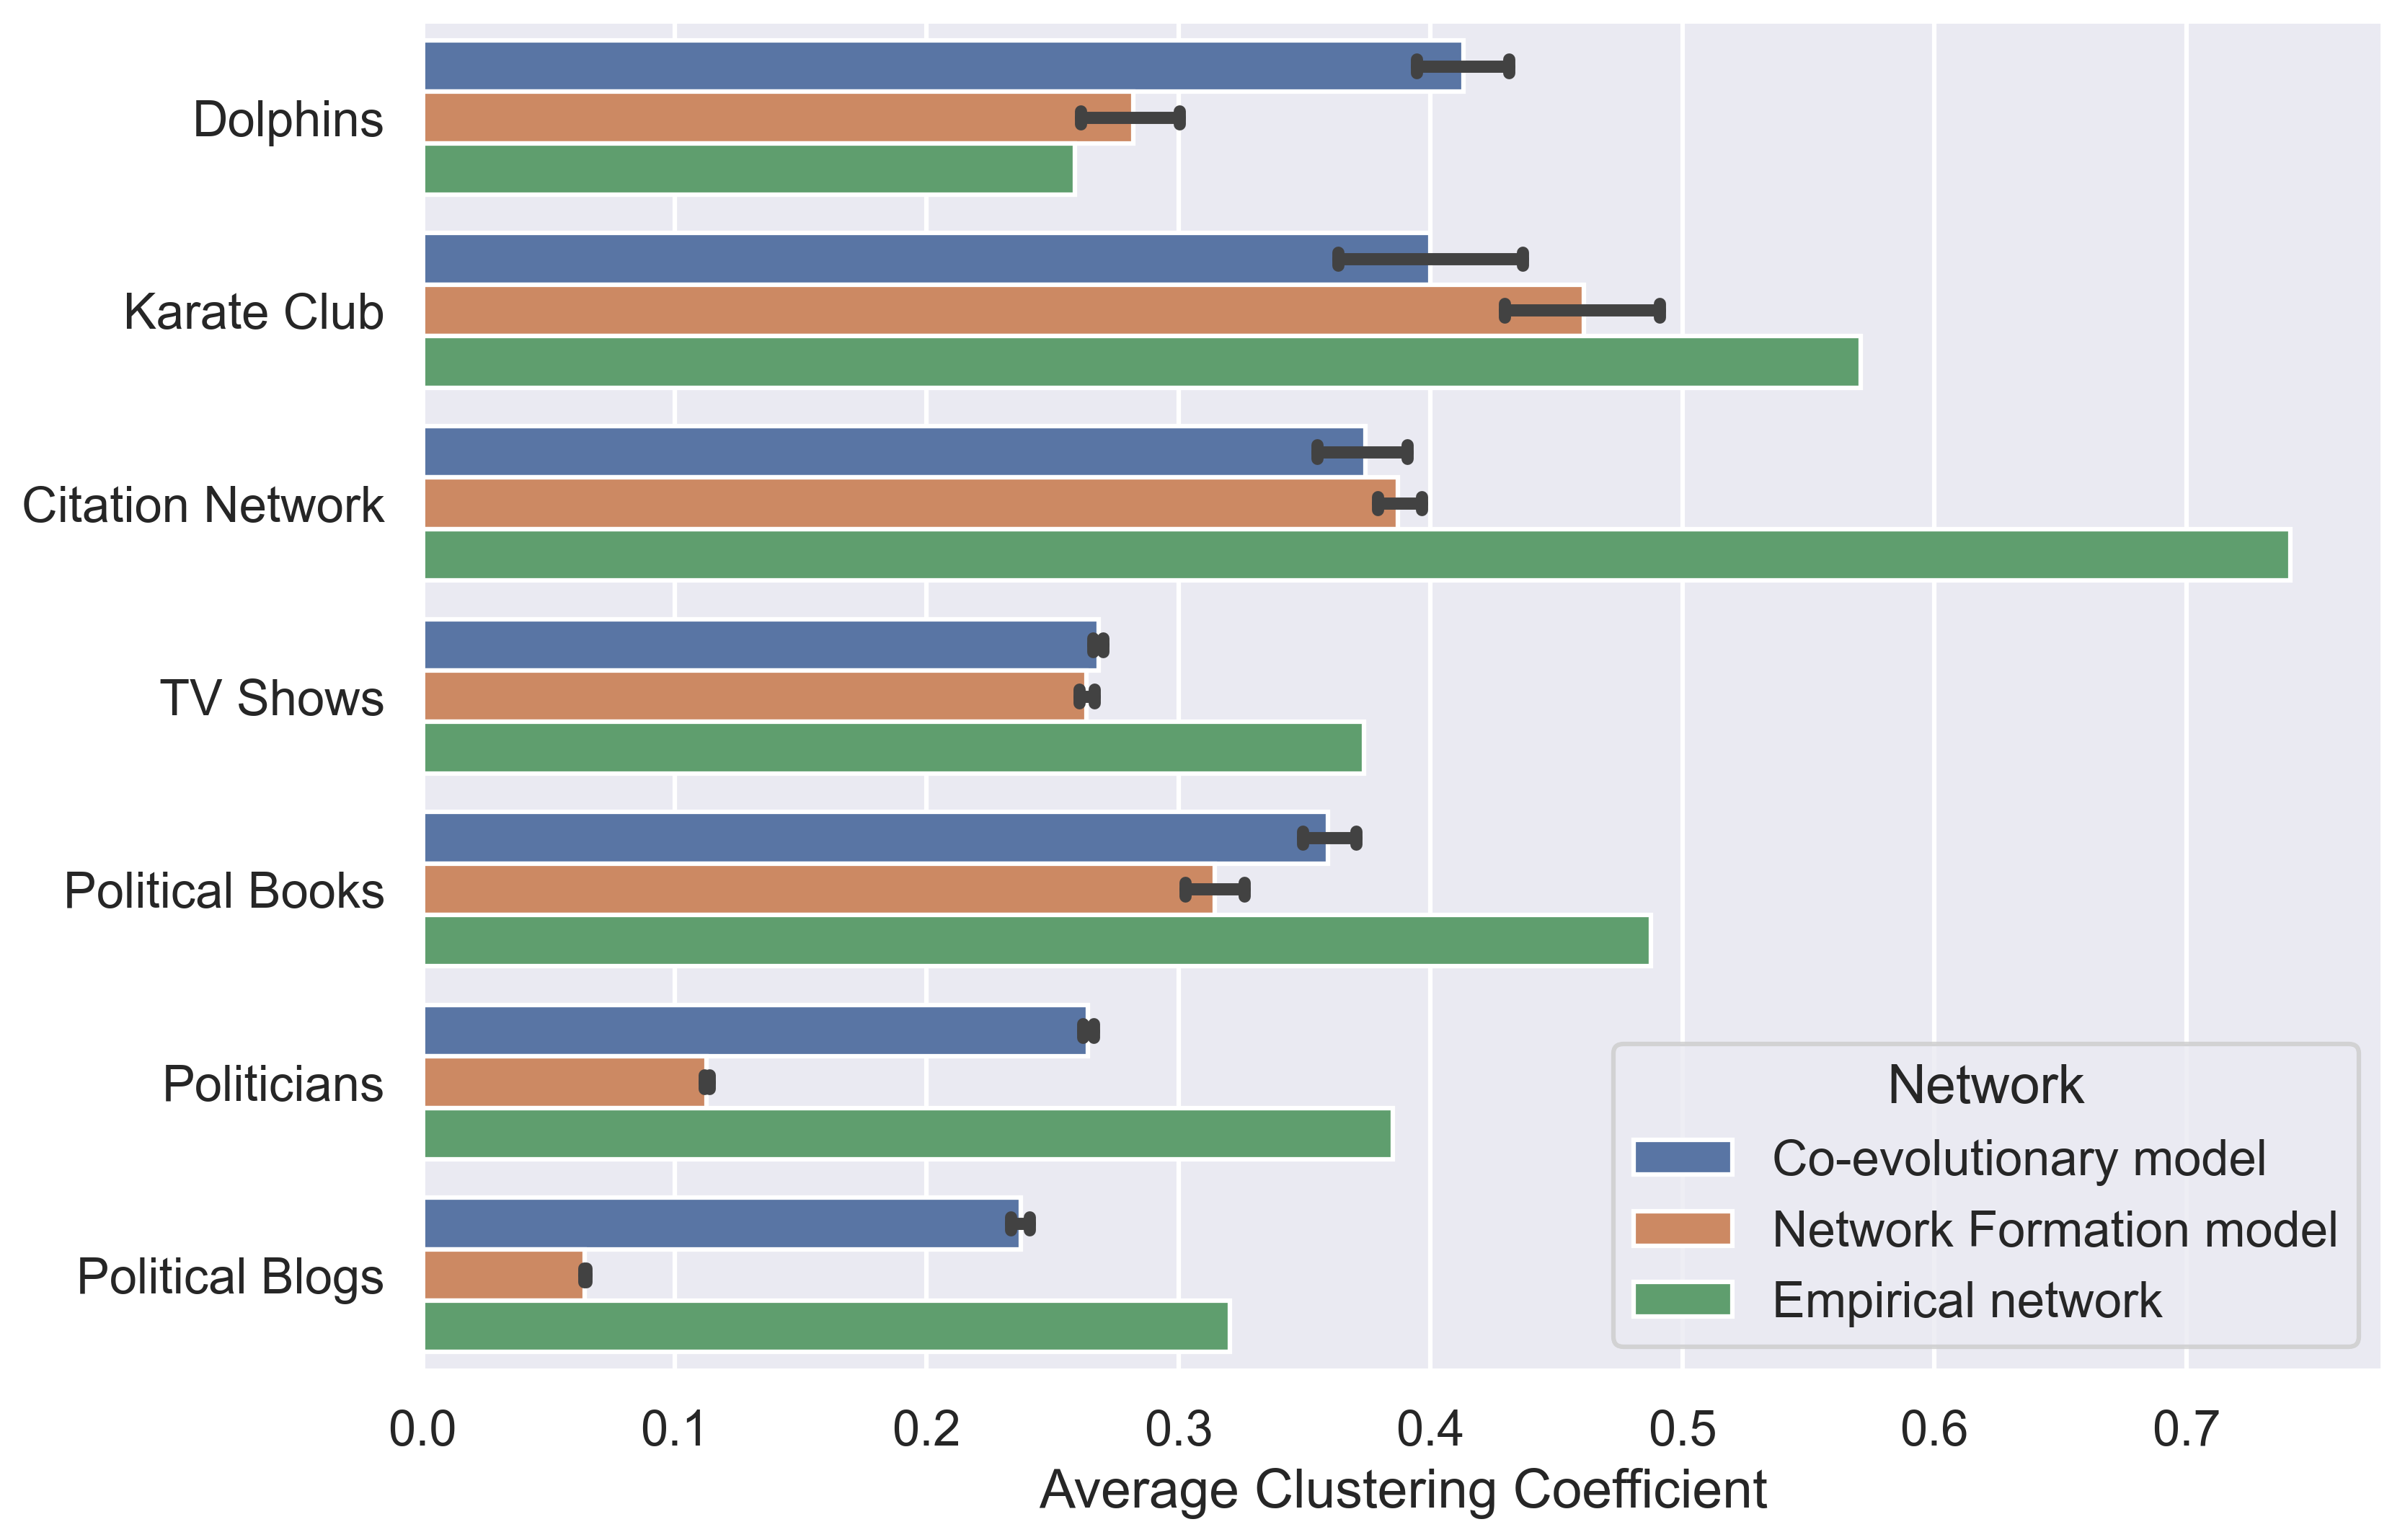 Dolphins
Karate Club
Citation Network
TV Shows
Political Books
Politicians
Political Blogs
Network
Co-evolutionary model
Network Formation model
Empirical network
0.0 0.1 0.2 0.3 0.4 0.5 0.6 0.7
Average Clustering Coefficient